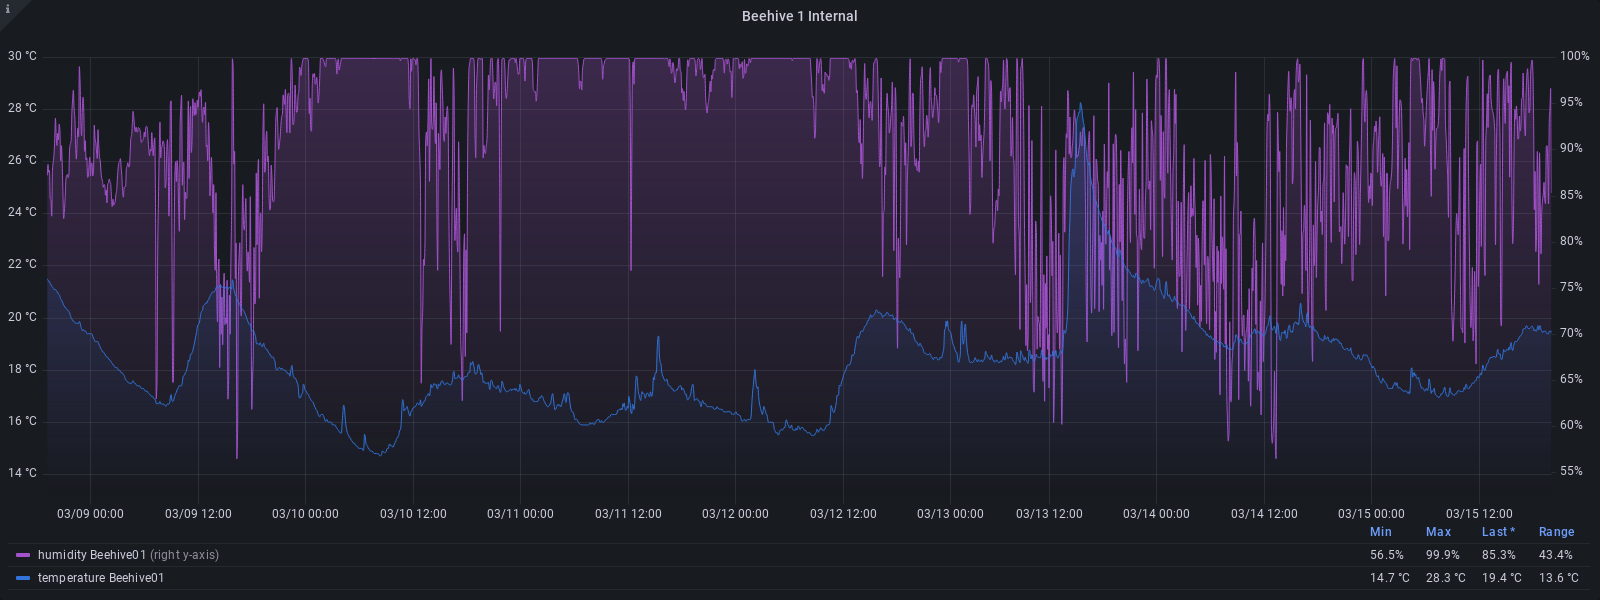 i
Beehive 1 Internal
30 °C 100%
28 °C 95%
26 °C 90%
24 °C 85%
22 °C 80%
20 °C 75%
18 °C 70%
16 °C 65%
14 °C 60%
55%
03/09 00:00 03/09 12:00 03/10 00:00 03/10 12:00 03/11 00:00 03/11 12:00 03/12 00:00 03/12 12:00 03/13 00:00 03/13 12:00 03/14 00:00 03/14 12:00 03/15 00:00 03/15 12:00
Min Max Last * Range
humidity Beehive01 (right y-axis) 56.5% 99.9% 85.3% 43.4%
temperature Beehive01 14.7 °C 28.3 °C 19.4 °C 13.6 °C